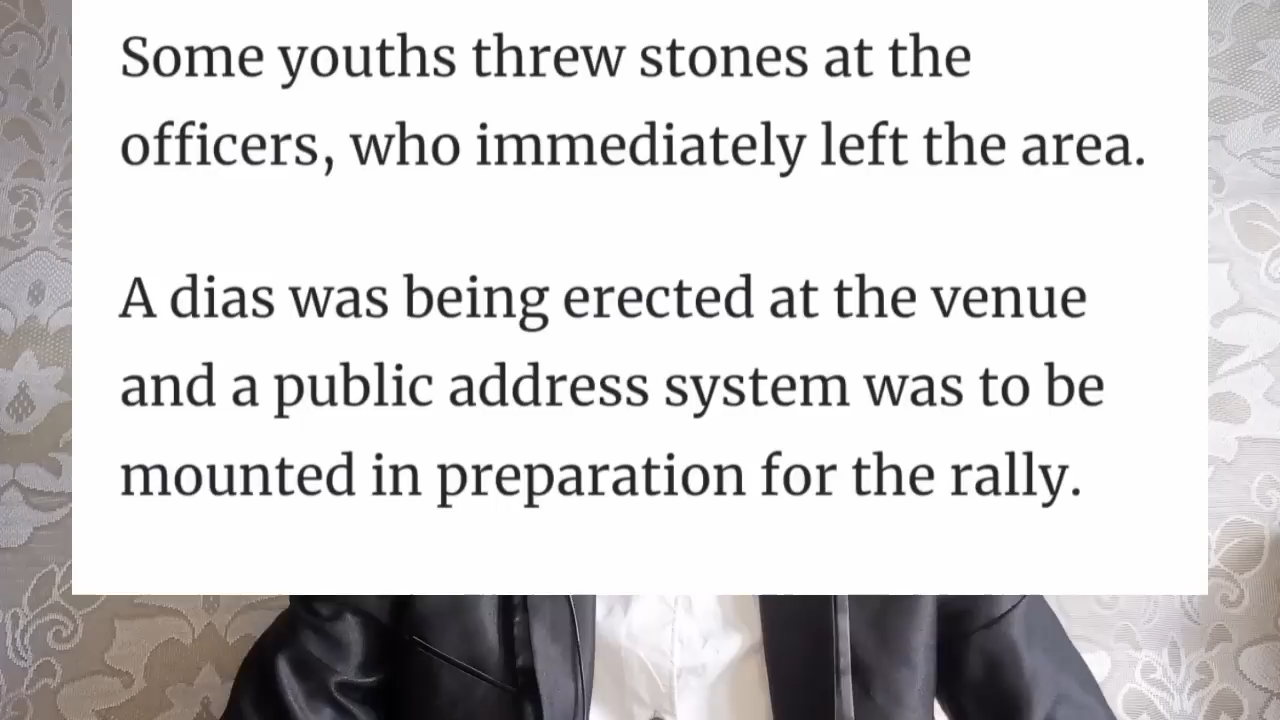 Some youths threw stones at the
officers, who immediately left the area.
A dias was being erected at the venue
and a public address system was to be
mounted in preparation for the rally.